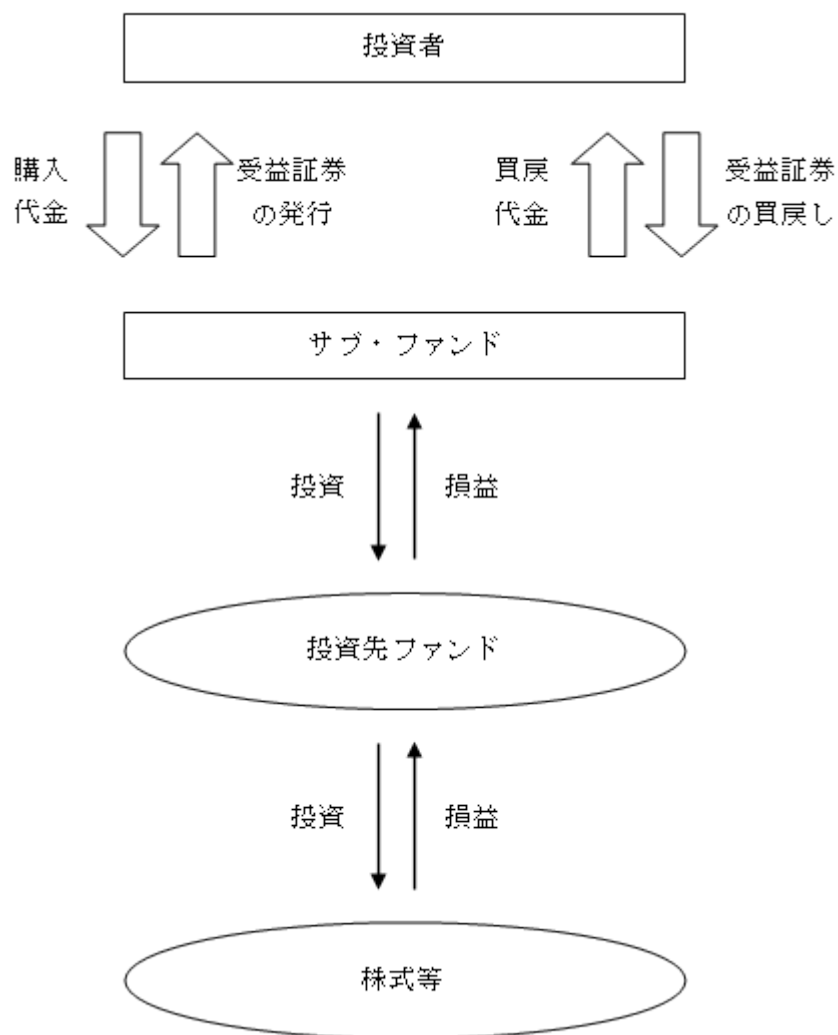 投資者
購入
代金
受益証券
の発行
買戻
代金
受益証券
の買戻し
サブ・ファンド
投資
損益
投資先ファンド
投資
損益
株式等